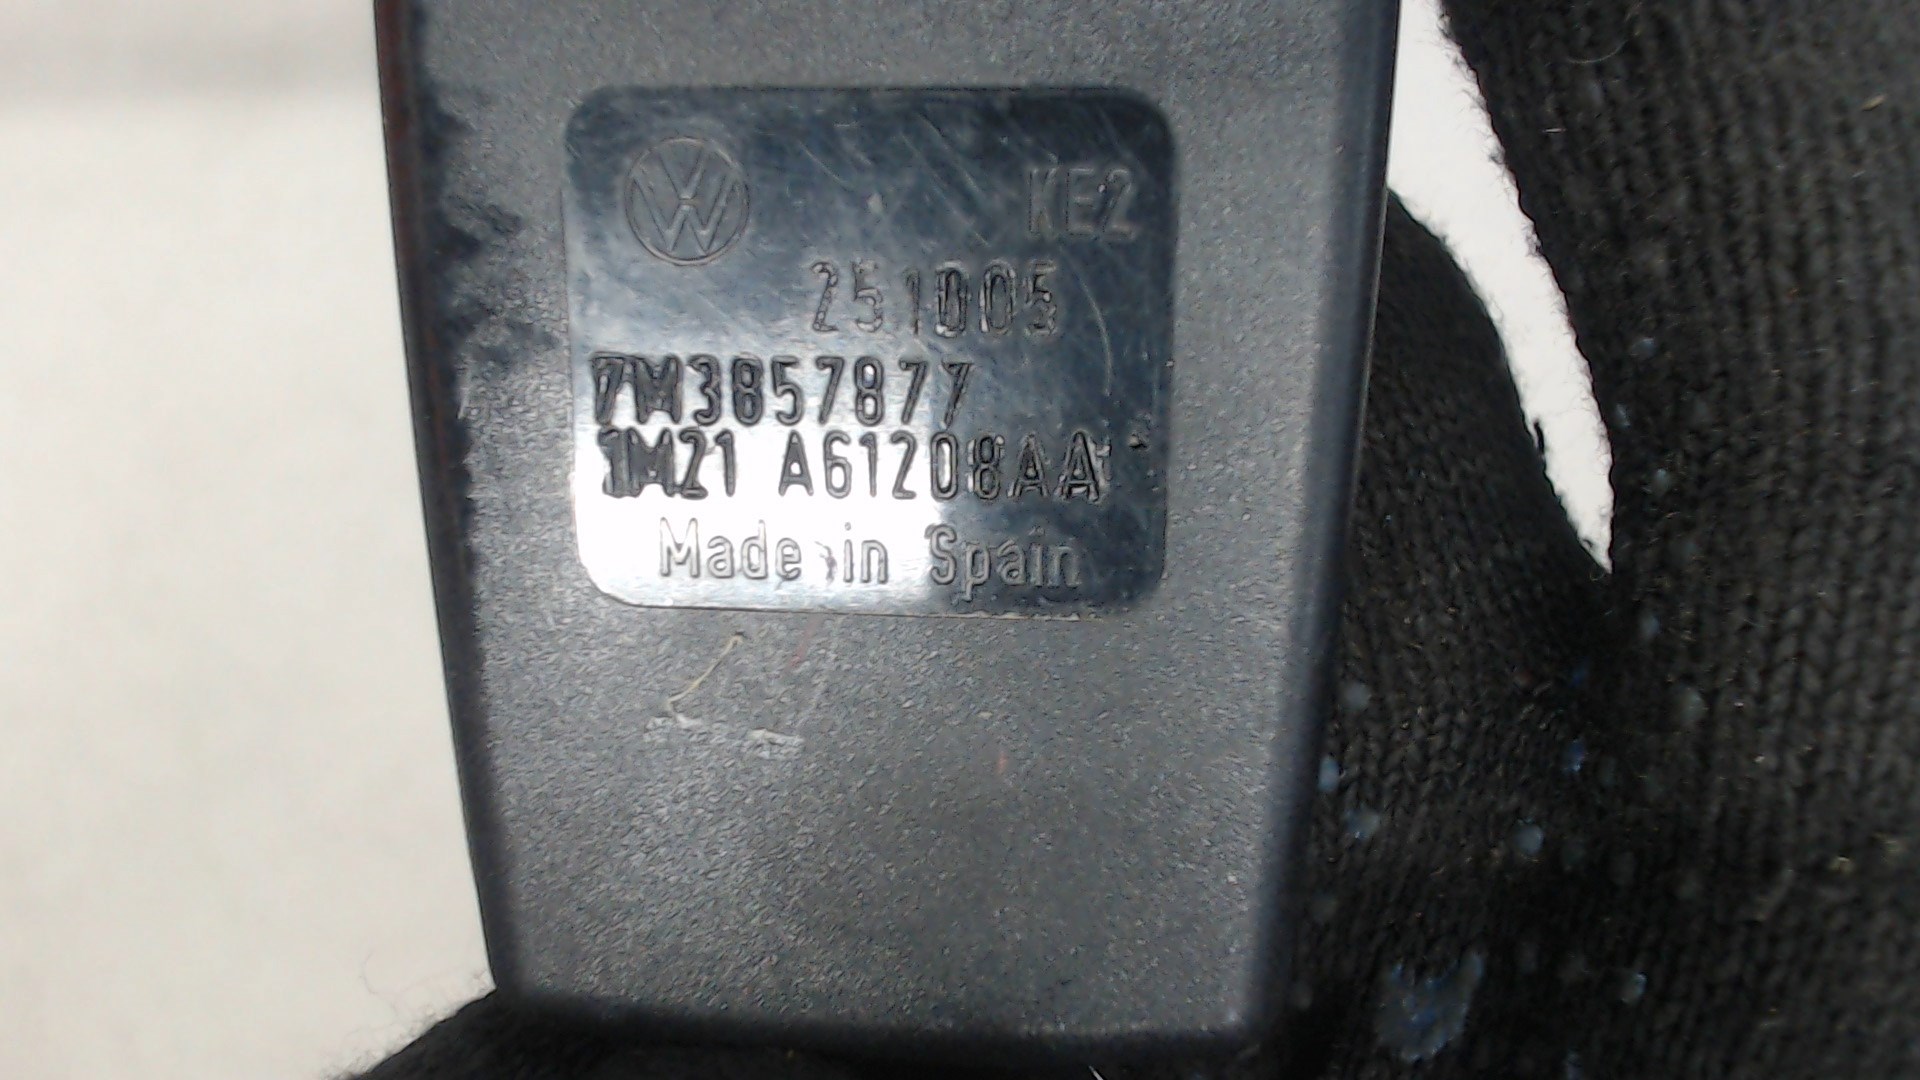 KE2
251005
7M3857877
1M21 A61208AA
Made in Spain